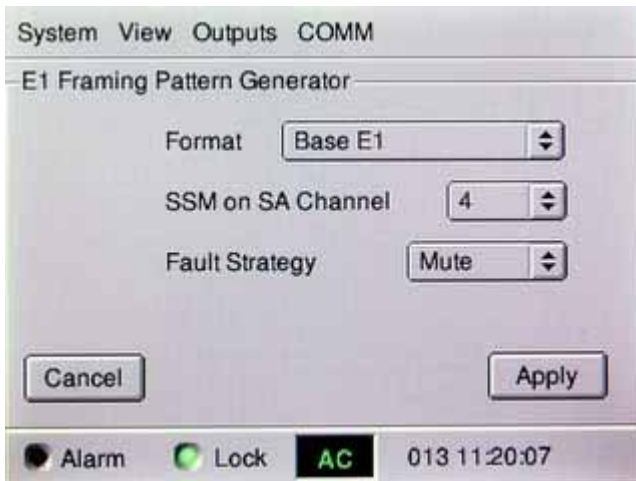 System View Outputs COMM
E1 Framing Pattern Generator
Format Base E1
SSM on SA Channel 4
Fault Strategy Mute
Cancel Apply
Alarm Lock AC 013 11:20:07